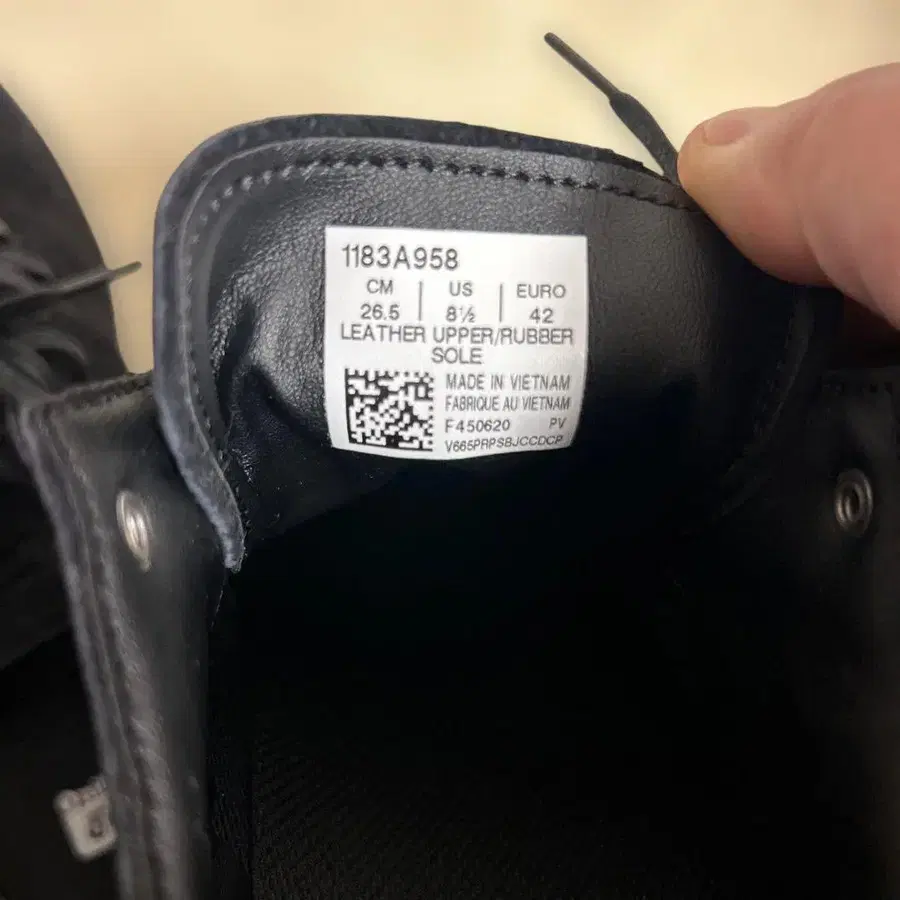 1183A958
CM | US | EURO
26.5 | 8½ | 42
LEATHER UPPER/RUBBER
SOLE
MADE IN VIETNAM
FABRIQUE AU VIETNAM
F450620 PV
V665PRPSBJCCDCP